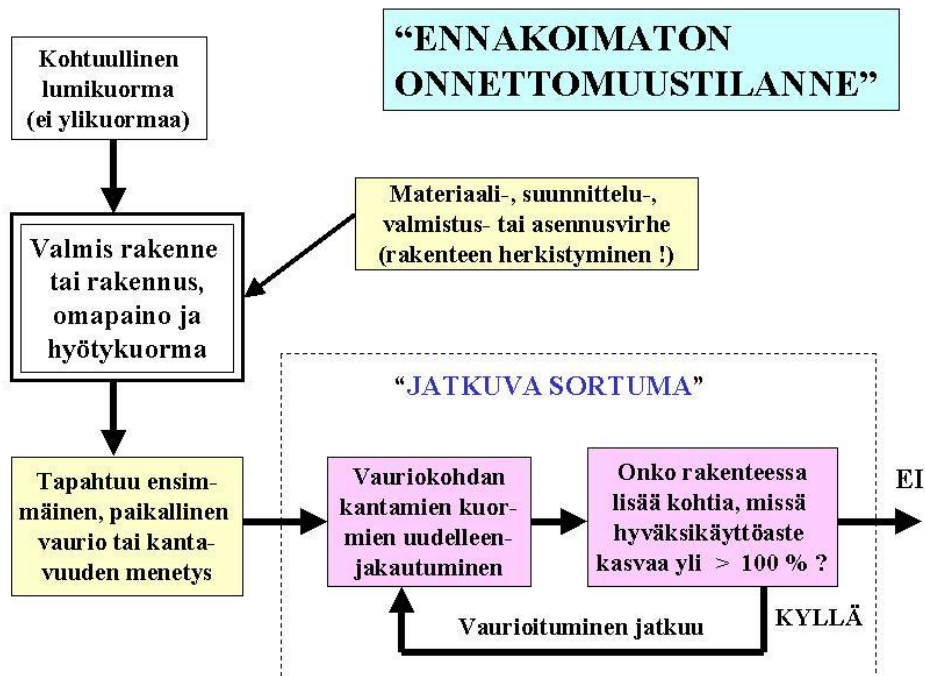 “ENNAKOIMATON
ONNETTOMUUSTILANNE”
Kohtuullinen
lumikuorma
(ei ylikuormaa)
Materiaali-, suunnittelu-,
valmistus- tai asennusvirhe
(rakenteen herkistyminen !)
Valmis rakenne
tai rakennus,
omapaino ja
hyötykuorma
“JATKUVA SORTUMA”
Tapahtuu ensim-
mäinen, paikallinen
vaurio tai kanta-
vuuden menetys
Vauriokohdan
kantamien kuor-
mien uudelleen-
jakautuminen
Onko rakenteessa
lisää kohtia, missä
hyväksikäyttöaste
kasvaa yli > 100 % ?
EI
KYLLÄ
Vaurioituminen jatkuu